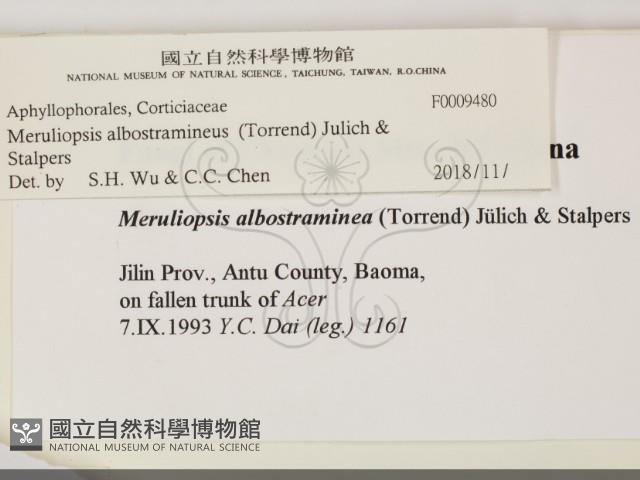 國立自然科學博物館
NATIONAL MUSEUM OF NATURAL SCIENCE, TAICHUNG, TAIWAN, R.O.CHINA
Aphyllophorales, Corticiaceae F0009480
Meruliopsis albostramineus (Torrend) Julich &
Stalpers
Det. by S.H. Wu & C.C. Chen 2018/11/
na
Meruliopsis albostraminea (Torrend) Jülich & Stalpers
Jilin Prov., Antu County, Baoma,
on fallen trunk of Acer
7.IX.1993 Y.C. Dai (leg.) 1161
國立自然科學博物館
NATIONAL MUSEUM OF NATURAL SCIENCE